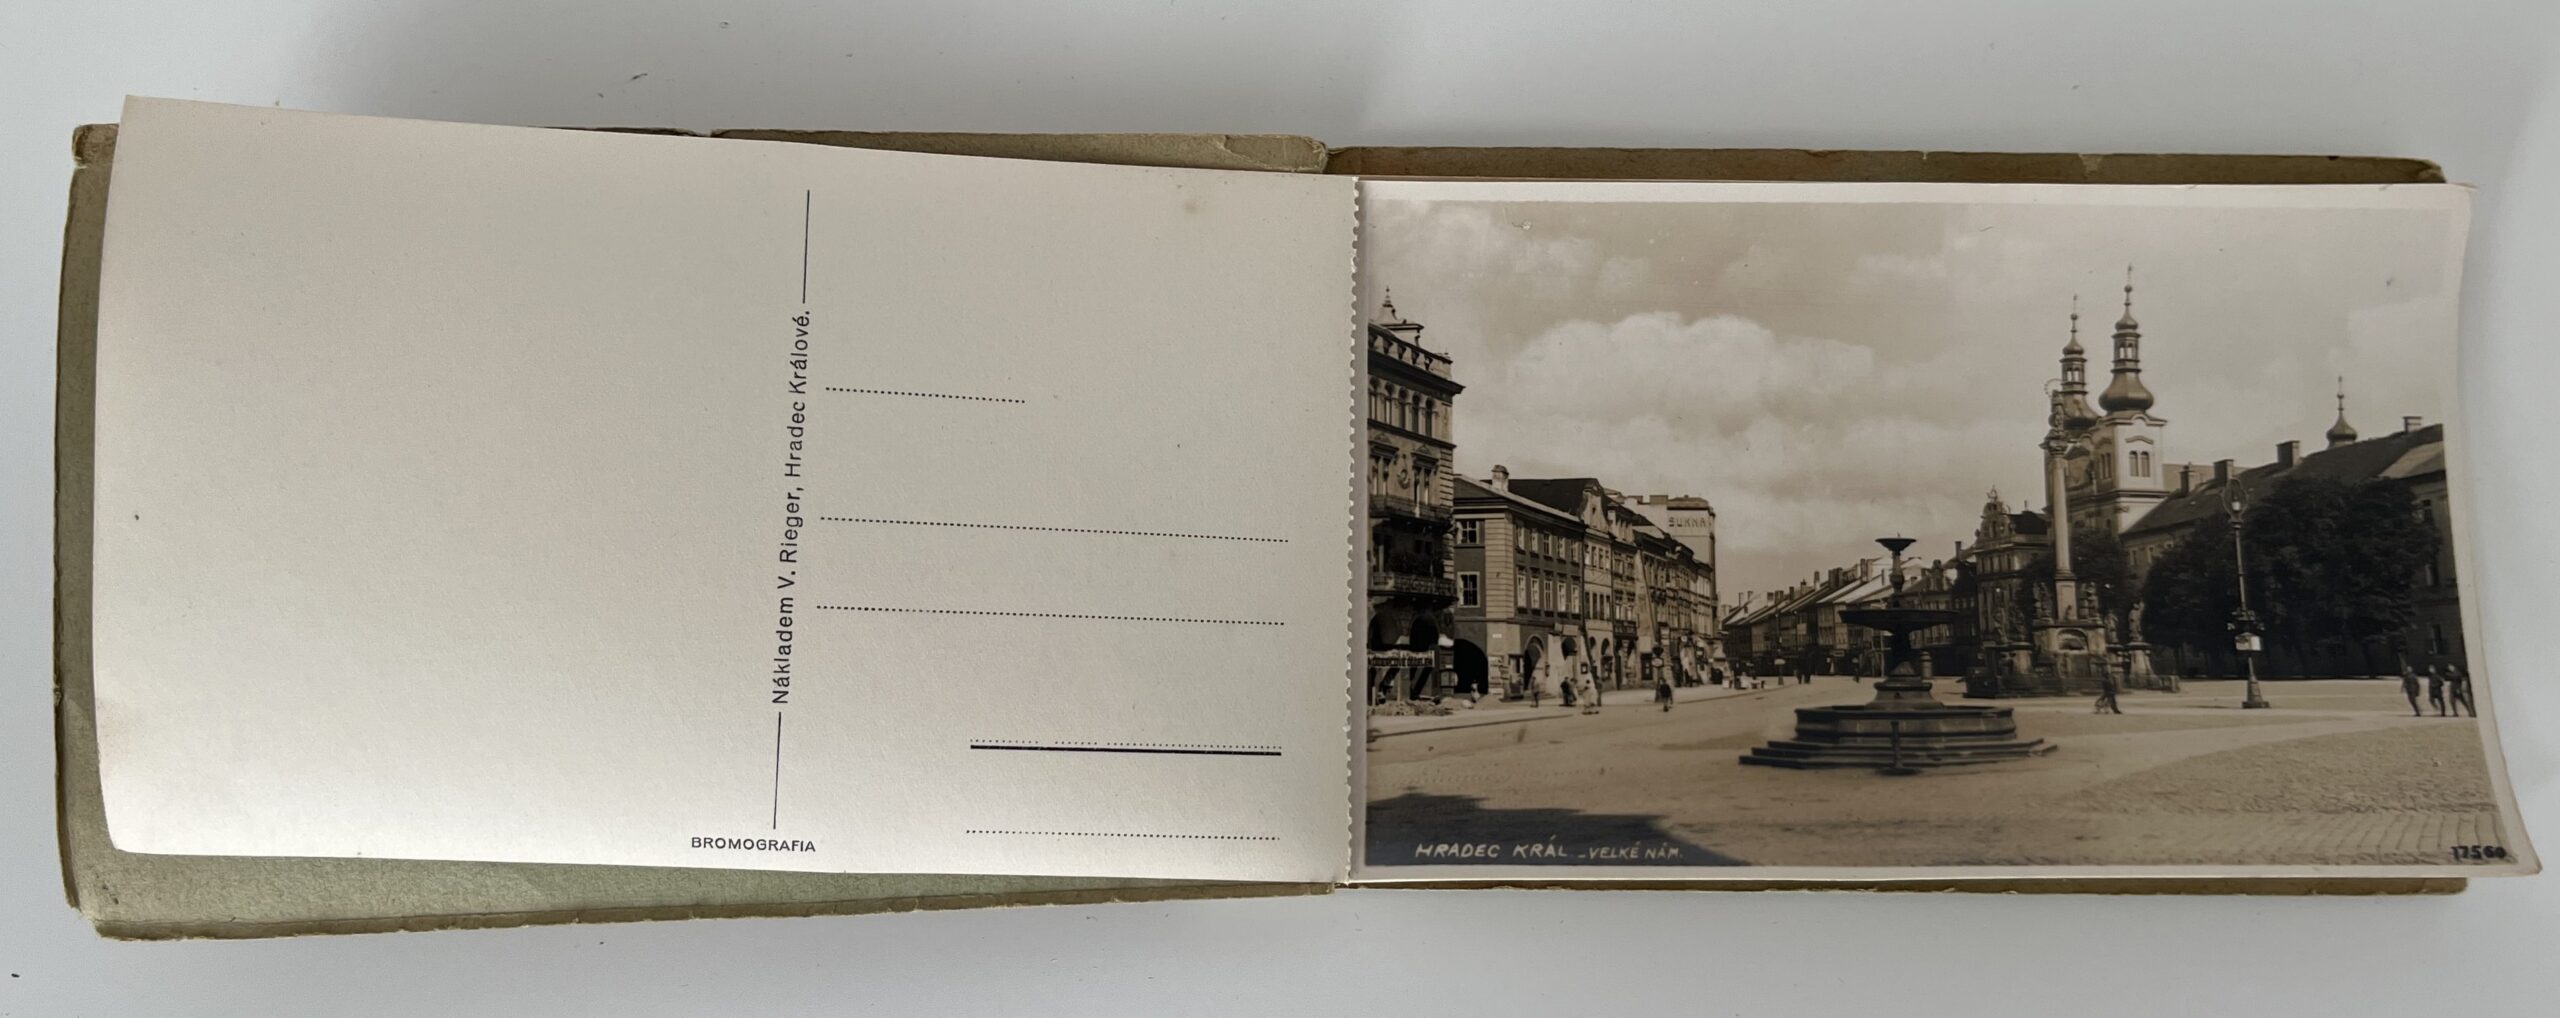 Nákladem V. Rieger, Hradec Králové.
BROMOGRAFIA
SUKNA
HRADEC KRÁL - VELKÉ NÁM.
17560